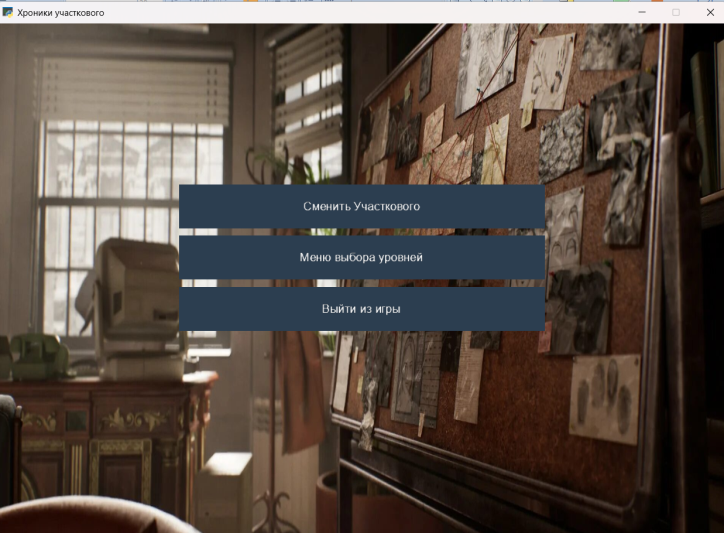 Хроники участкового
Сменить Участкового
Меню выбора уровней
Выйти из игры